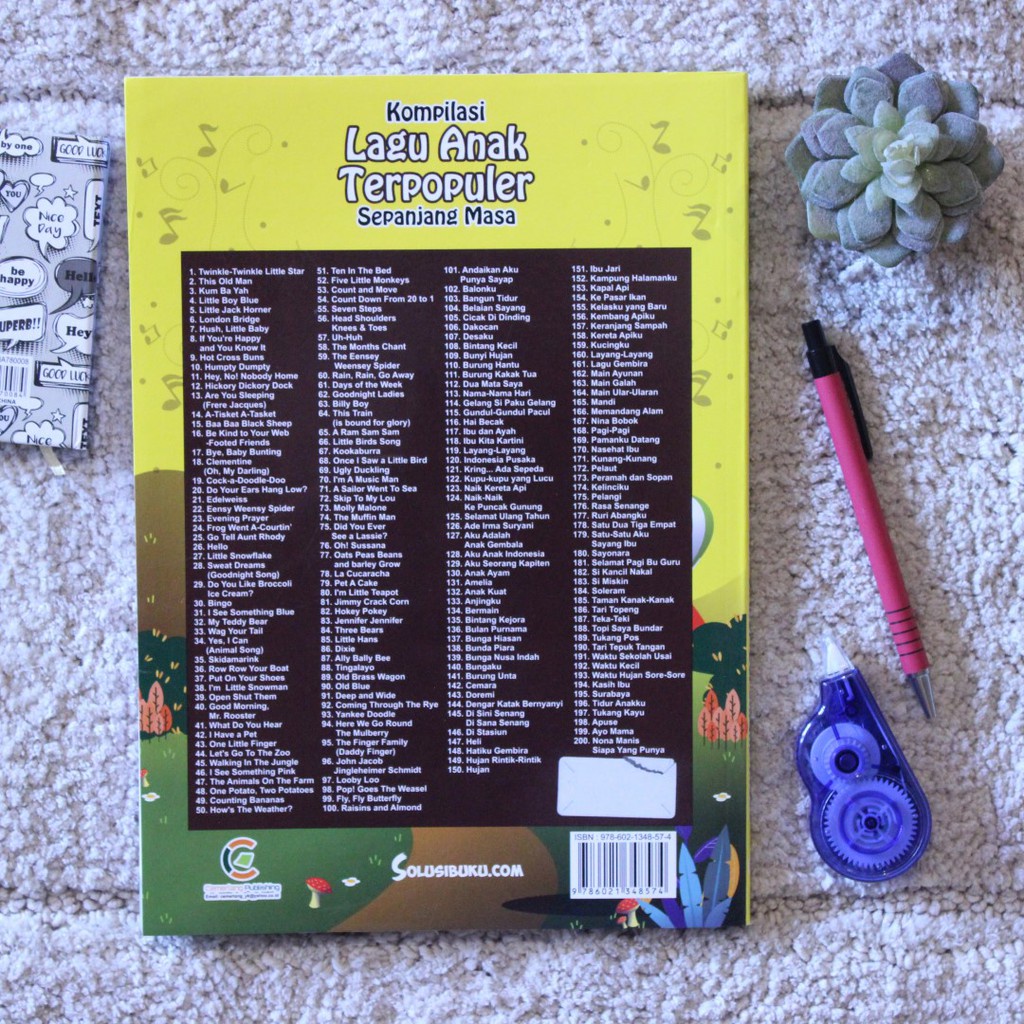 by one
GOOD LUCK
YOU
TEXT
Nice
Day
be
happy
Hello
SUPERB!!
Hey
GOOD LUCK
Nice
Kompilasi
Lagu Anak
Terpopuler
Sepanjang Masa
1. Twinkle-Twinkle Little Star
2. This Old Man
3. Kum Ba Yah
4. Little Boy Blue
5. Little Jack Horner
6. London Bridge
7. Hush, Little Baby
8. If You're Happy
and You Know It
9. Hot Cross Buns
10. Humpty Dumpty
11. Hey, No! Nobody Home
12. Hickory Dickory Dock
13. Are You Sleeping
(Frere Jacques)
14. A-Tisket A-Tasket
15. Baa Baa Black Sheep
16. Be Kind to Your Web
-Footed Friends
17. Bye, Baby Bunting
18. Clementine
(Oh, My Darling)
19. Cock-a-Doodle-Doo
20. Do Your Ears Hang Low?
21. Edelweiss
22. Eensy Weensy Spider
23. Evening Prayer
24. Frog Went A-Courtin'
25. Go Tell Aunt Rhody
26. Hello
27. Little Snowflake
28. Sweat Dreams
(Goodnight Song)
29. Do You Like Broccoli
Ice Cream?
30. Bingo
31. I See Something Blue
32. My Teddy Bear
33. Wag Your Tail
34. Yes, I Can
(Animal Song)
35. Skidamarink
36. Row Row Your Boat
37. Put On Your Shoes
38. I'm Little Snowman
39. Open Shut Them
40. Good Morning,
Mr. Rooster
41. What Do You Hear
42. I Have a Pet
43. One Little Finger
44. Let's Go To The Zoo
45. Walking In The Jungle
46. I See Something Pink
47. The Animals On The Farm
48. One Potato, Two Potatoes
49. Counting Bananas
50. How's The Weather?
51. Ten In The Bed
52. Five Little Monkeys
53. Count and Move
54. Count Down From 20 to 1
55. Seven Steps
56. Head Shoulders
Knees & Toes
57. Uh-Huh
58. The Months Chant
59. The Eensey
Weensey Spider
60. Rain, Rain, Go Away
61. Days of the Week
62. Goodnight Ladies
63. Billy Boy
64. This Train
(is bound for glory)
65. A Ram Sam Sam
66. Little Birds Song
67. Kookaburra
68. Once I Saw a Little Bird
69. Ugly Duckling
70. I'm A Music Man
71. A Sailor Went To Sea
72. Skip To My Lou
73. Molly Malone
74. The Muffin Man
75. Did You Ever
See a Lassie?
76. Oh! Sussana
77. Oats Peas Beans
and barley Grow
78. La Cucaracha
79. Pet A Cake
80. I'm Little Teapot
81. Jimmy Crack Corn
82. Hokey Pokey
83. Jennifer Jennifer
84. Three Bears
85. Little Hans
86. Dixie
87. Ally Bally Bee
88. Tingalayo
89. Old Brass Wagon
90. Old Blue
91. Deep and Wide
92. Coming Through The Rye
93. Yankee Doodle
94. Here We Go Round
The Mulberry
95. The Finger Family
(Daddy Finger)
96. John Jacob
Jingleheimer Schmidt
97. Looby Loo
98. Pop! Goes The Weasel
99. Fly, Fly Butterfly
100. Raisins and Almond
101. Andaikan Aku
Punya Sayap
102. Balonku
103. Bangun Tidur
104. Belaian Sayang
105. Cicak Di Dinding
106. Dakocan
107. Desaku
108. Bintang Kecil
109. Bunyi Hujan
110. Burung Hantu
111. Burung Kakak Tua
112. Dua Mata Saya
113. Nama-Nama Hari
114. Gelang Si Paku Gelang
115. Gundul-Gundul Pacul
116. Hai Becak
117. Ibu dan Ayah
118. Ibu Kita Kartini
119. Layang-Layang
120. Indonesia Pusaka
121. Kring... Ada Sepeda
122. Kupu-kupu yang Lucu
123. Naik Kereta Api
124. Naik-Naik
Ke Puncak Gunung
125. Selamat Ulang Tahun
126. Ade Irma Suryani
127. Aku Adalah
Anak Gembala
128. Aku Anak Indonesia
129. Aku Seorang Kapiten
130. Anak Ayam
131. Amelia
132. Anak Kuat
133. Anjingku
134. Bermain
135. Bintang Kejora
136. Bulan Purnama
137. Bunga Hiasan
138. Bunda Piara
139. Bunga Nusa Indah
140. Bungaku
141. Burung Unta
142. Cemara
143. Doremi
144. Dengar Katak Bernyanyi
145. Di Sini Senang
Di Sana Senang
146. Di Stasiun
147. Heli
148. Hatiku Gembira
149. Hujan Rintik-Rintik
150. Hujan
151. Ibu Jari
152. Kampung Halamanku
153. Kapal Api
154. Ke Pasar Ikan
155. Kelasku yang Baru
156. Kembang Apiku
157. Keranjang Sampah
158. Kereta Apiku
159. Kucingku
160. Layang-Layang
161. Lagu Gembira
162. Main Ayunan
163. Main Galah
164. Main Ular-Ularan
165. Mandi
166. Memandang Alam
167. Nina Bobok
168. Pagi-Pagi
169. Pamanku Datang
170. Nasehat Ibu
171. Kunang-Kunang
172. Pelaut
173. Peramah dan Sopan
174. Kelinciku
175. Pelangi
176. Rasa Senange
177. Ruri Abangku
178. Satu Dua Tiga Empat
179. Satu-Satu Aku
Sayang Ibu
180. Sayonara
181. Selamat Pagi Bu Guru
182. Si Kancil Nakal
183. Si Miskin
184. Soleram
185. Taman Kanak-Kanak
186. Tari Topeng
187. Teka-Teki
188. Topi Saya Bundar
189. Tukang Pos
190. Tari Tepuk Tangan
191. Waktu Sekolah Usai
192. Waktu Kecil
193. Waktu Hujan Sore-Sore
194. Kasih Ibu
195. Surabaya
196. Tidur Anakku
197. Tukang Kayu
198. Apuse
199. Ayo Mama
200. Nona Manis
Siapa Yang Punya
ISBN : 978-602-1348-57-4
9 786021 348574
Cemerlang Publishing
SOLUSIBUKU.COM